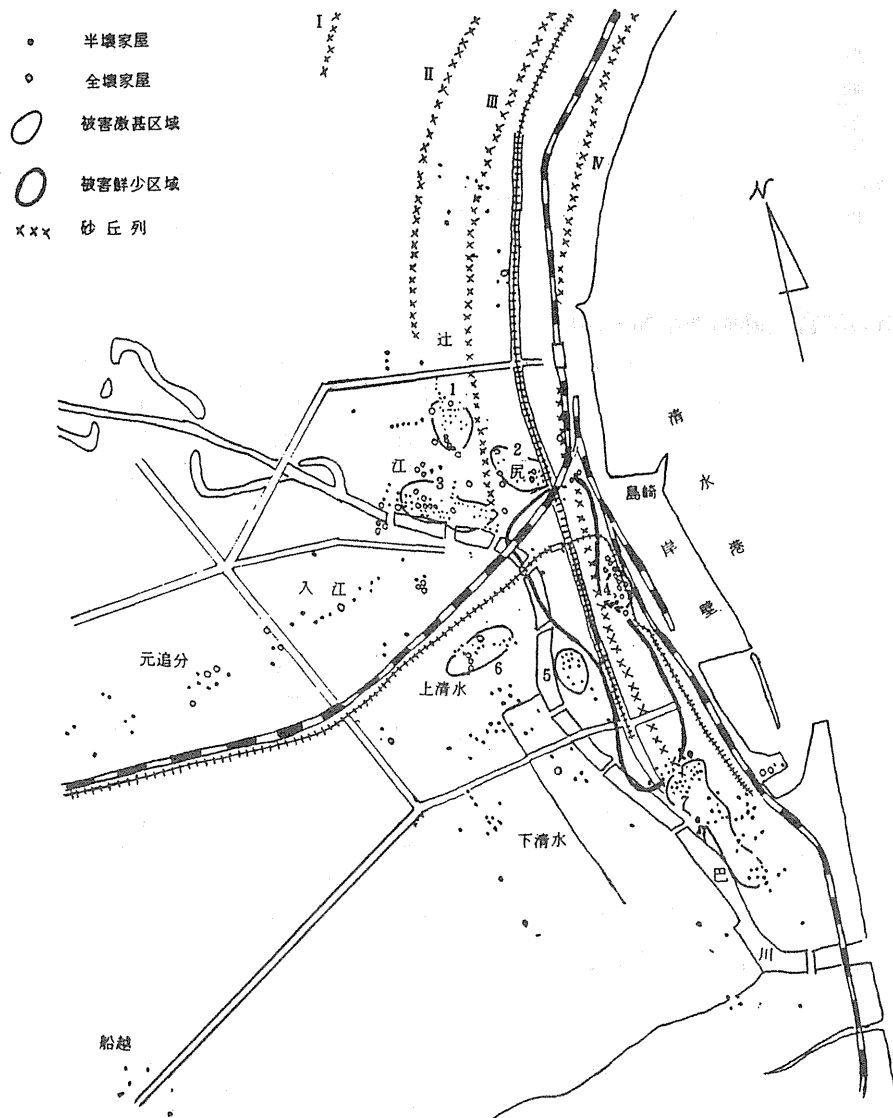 半壊家屋
全壊家屋
被害激甚区域
被害鮮少区域
砂丘列
I
II
III
IV
N
辻
1
2
尻
江
3
清水港
島崎
岸壁
4
入江
元追分
上清水
6
5
下清水
巴川
船越